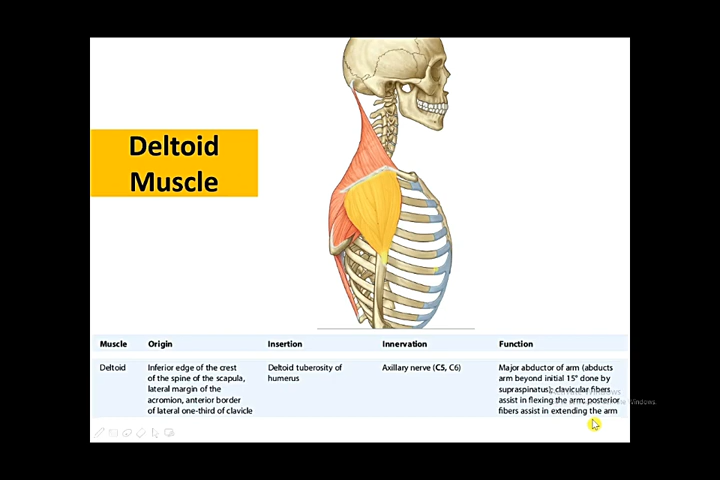 Deltoid
Muscle
Muscle Origin Insertion Innervation Function
Deltoid
Inferior edge of the crest
of the spine of the scapula,
lateral margin of the
acromion, anterior border
of lateral one-third of clavicle
Deltoid tuberosity of
humerus
Axillary nerve (C5, C6)
Major abductor of arm (abducts
arm beyond initial 15° done by
supraspinatus); clavicular fibers
assist in flexing the arm; posterior
fibers assist in extending the arm
Windows
Windows